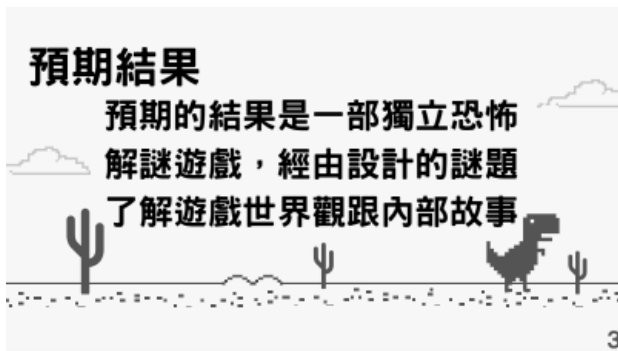 預期結果
預期的結果是一部獨立恐怖
解謎遊戲，經由設計的謎題
了解遊戲世界觀跟內部故事
3